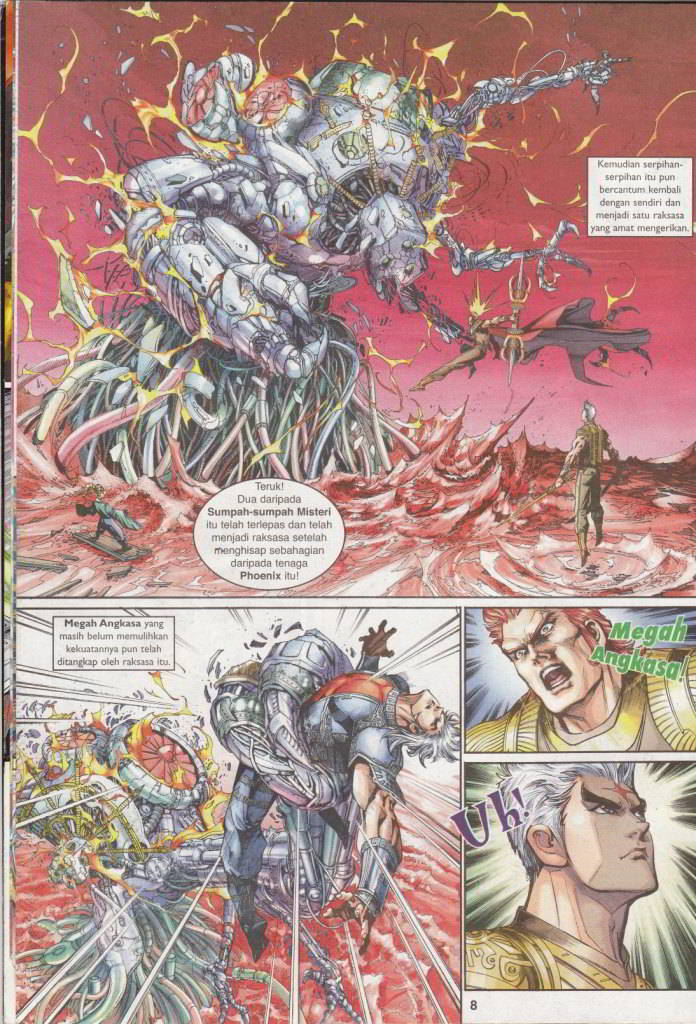 Kemudian serpihan-
serpihan itu pun
bercantum kembali
dengan sendiri dan
menjadi satu raksasa
yang amat mengerikan.
Teruk!
Dua daripada
Sumpah-sumpah Misteri
itu telah terlepas dan telah
menjadi raksasa setelah
menghisap sebahagian
daripada tenaga
Phoenix itu!
Megah Angkasa yang
masih belum memulihkan
kekuatannya pun telah
ditangkap oleh raksasa itu.
Megah
Angkasa!
Uh!
8